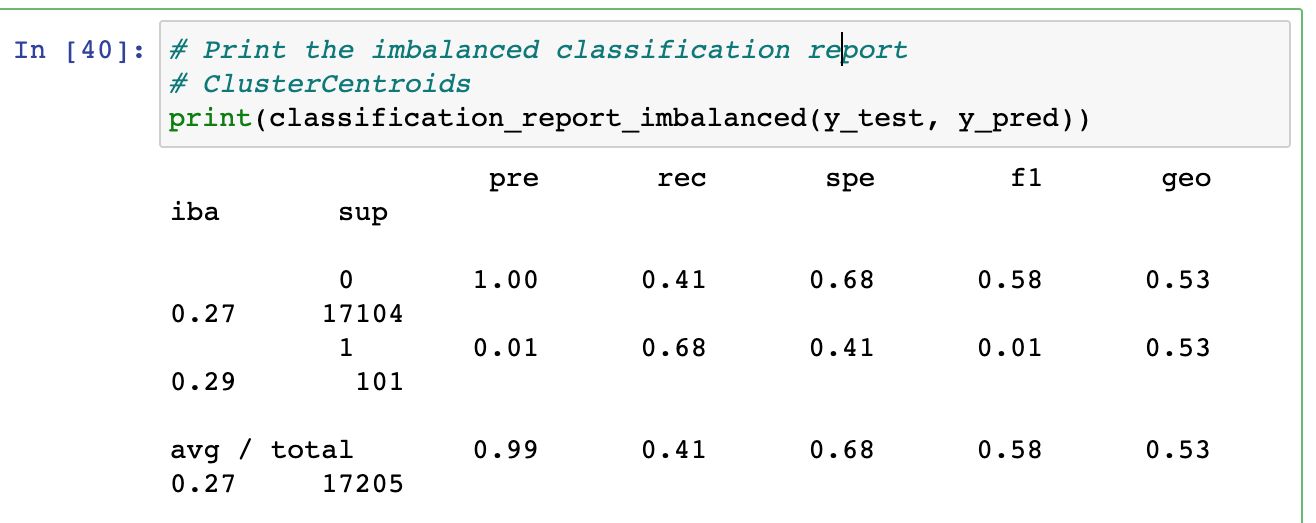 In [40]: # Print the imbalanced classification report
# ClusterCentroids
print(classification_report_imbalanced(y_test, y_pred))
pre rec spe f1 geo
iba sup
0 1.00 0.41 0.68 0.58 0.53
0.27 17104
1 0.01 0.68 0.41 0.01 0.53
0.29 101
avg / total 0.99 0.41 0.68 0.58 0.53
0.27 17205